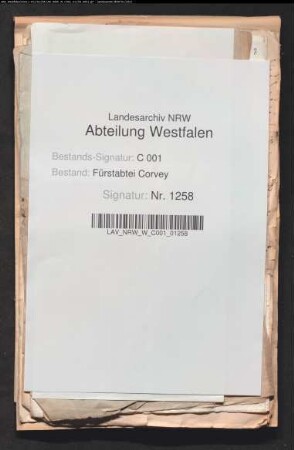 Landesarchiv NRW
Abteilung Westfalen
Bestands-Signatur: C 001
Bestand: Fürstabtei Corvey
Signatur: Nr. 1258
LAV_NRW_W_C001_01258